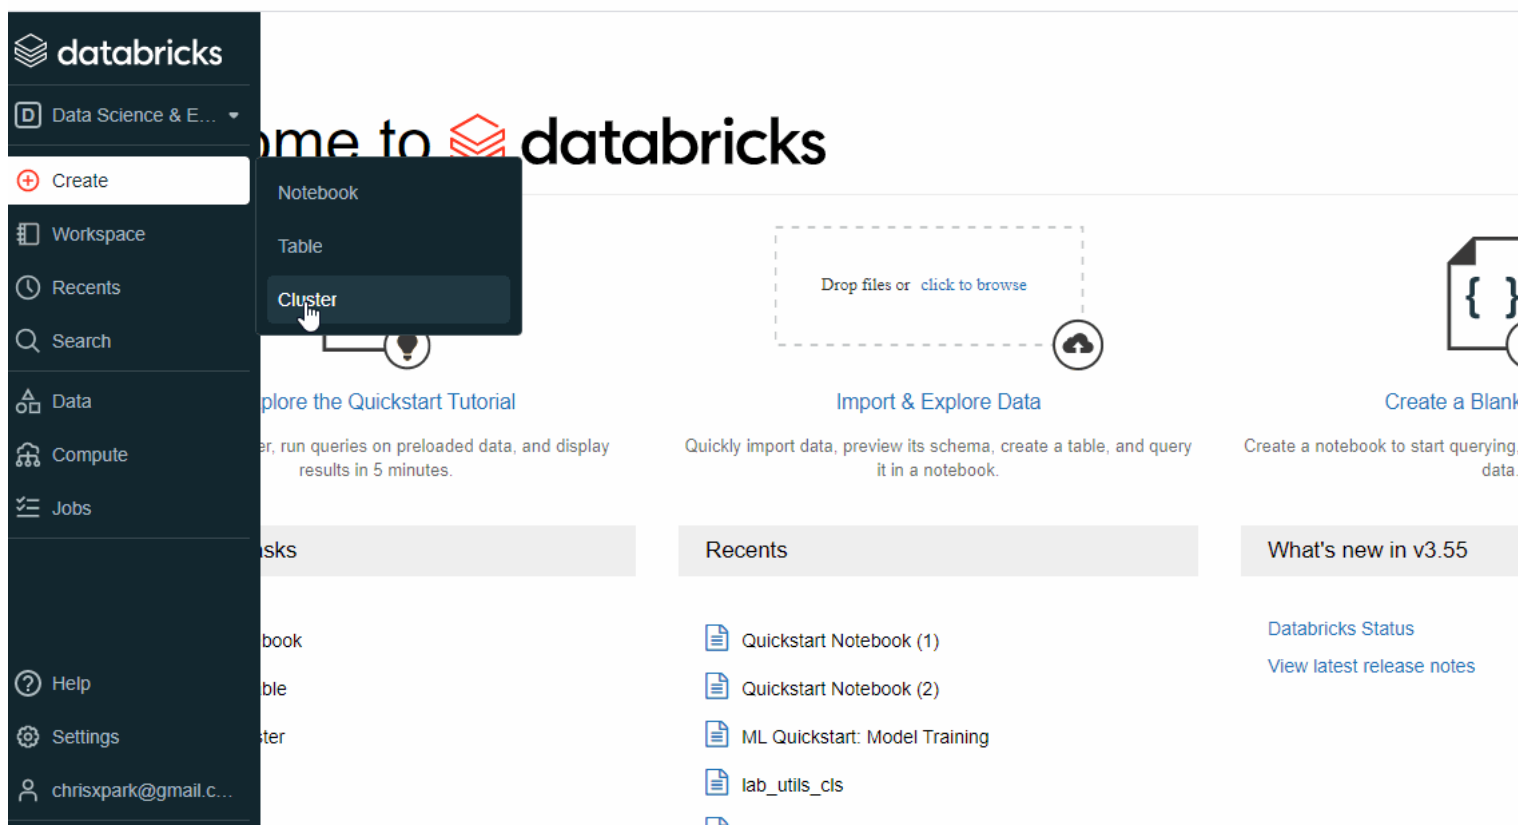 databricks
D Data Science & E...
Create
Workspace
Recents
Search
Data
Compute
Jobs
Help
Settings
chrisxpark@gmail.c...
Notebook
Table
Cluster
ome to databricks
plore the Quickstart Tutorial
er, run queries on preloaded data, and display
results in 5 minutes.
Drop files or click to browse
Import & Explore Data
Quickly import data, preview its schema, create a table, and query
it in a notebook.
{ }
Create a Blank
Create a notebook to start querying,
data.
asks
book
ble
ster
Recents
Quickstart Notebook (1)
Quickstart Notebook (2)
ML Quickstart: Model Training
lab_utils_cls
What's new in v3.55
Databricks Status
View latest release notes